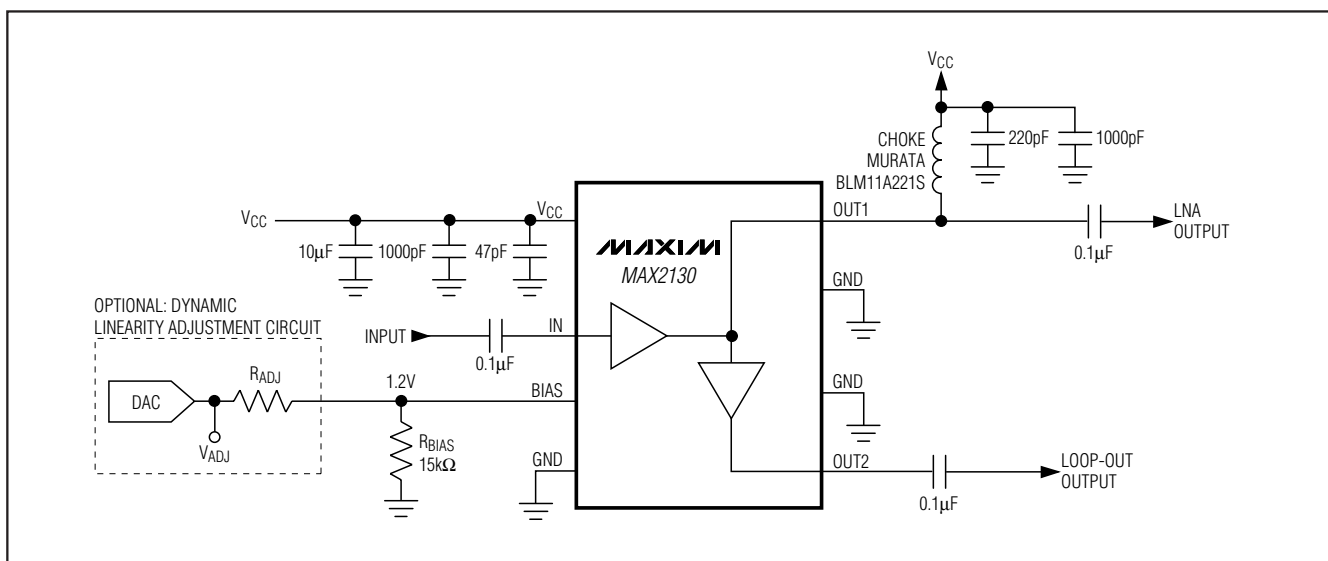 VCC
CHOKE
MURATA
BLM11A221S
220pF
1000pF
VCC
VCC
10μF
1000pF
47pF
MAXIM
MAX2130
OUT1
0.1μF
LNA
OUTPUT
GND
OPTIONAL: DYNAMIC
LINEARITY ADJUSTMENT CIRCUIT
INPUT
0.1μF
IN
DAC
RADJ
VADJ
1.2V
BIAS
RBIAS
15kΩ
GND
GND
OUT2
0.1μF
LOOP-OUT
OUTPUT